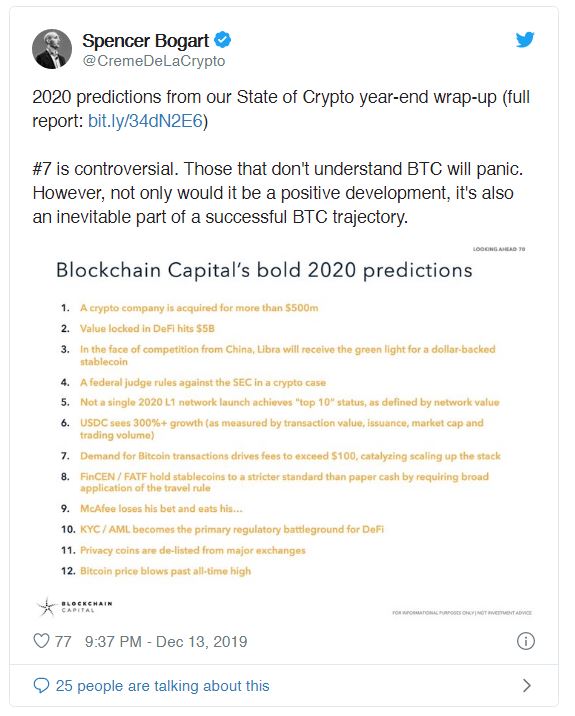 Spencer Bogart
@CremeDeLaCrypto
2020 predictions from our State of Crypto year-end wrap-up (full
report: bit.ly/34dN2E6)
#7 is controversial. Those that don't understand BTC will panic.
However, not only would it be a positive development, it's also
an inevitable part of a successful BTC trajectory.
LOOKING AHEAD 70
Blockchain Capital's bold 2020 predictions
1. A crypto company is acquired for more than $500m
2. Value locked in DeFi hits $5B
3. In the face of competition from China, Libra will receive the green light for a dollar-backed
stablecoin
4. A federal judge rules against the SEC in a crypto case
5. Not a single 2020 L1 network launch achieves "top 10" status, as defined by network value
6. USDC sees 300%+ growth (as measured by transaction value, issuance, market cap and
trading volume)
7. Demand for Bitcoin transactions drives fees to exceed $100, catalyzing scaling up the stack
8. FinCEN / FATF hold stablecoins to a stricter standard than paper cash by requiring broad
application of the travel rule
9. McAfee loses his bet and eats his...
10. KYC / AML becomes the primary regulatory battleground for DeFi
11. Privacy coins are de-listed from major exchanges
12. Bitcoin price blows past all-time high
BLOCKCHAIN
CAPITAL
FOR INFORMATIONAL PURPOSES ONLY | NOT INVESTMENT ADVICE
77 9:37 PM - Dec 13, 2019
25 people are talking about this